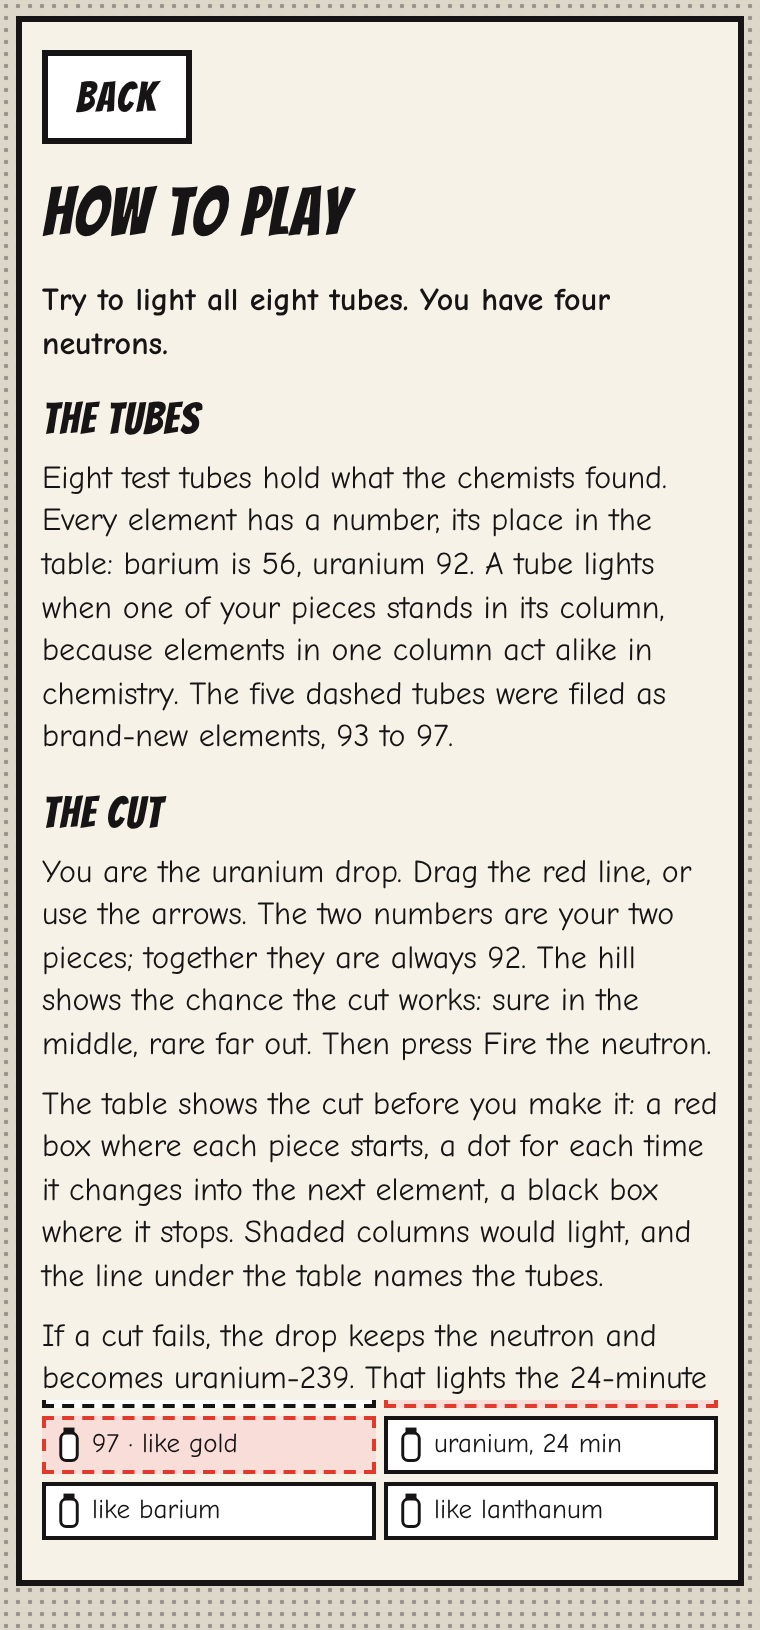 BACK
HOW TO PLAY
Try to light all eight tubes. You have four
neutrons.
THE TUBES
Eight test tubes hold what the chemists found.
Every element has a number, its place in the
table: barium is 56, uranium 92. A tube lights
when one of your pieces stands in its column,
because elements in one column act alike in
chemistry. The five dashed tubes were filed as
brand-new elements, 93 to 97.
THE CUT
You are the uranium drop. Drag the red line, or
use the arrows. The two numbers are your two
pieces; together they are always 92. The hill
shows the chance the cut works: sure in the
middle, rare far out. Then press Fire the neutron.
The table shows the cut before you make it: a red
box where each piece starts, a dot for each time
it changes into the next element, a black box
where it stops. Shaded columns would light, and
the line under the table names the tubes.
If a cut fails, the drop keeps the neutron and
becomes uranium-239. That lights the 24-minute
97 · like gold
uranium, 24 min
like barium
like lanthanum